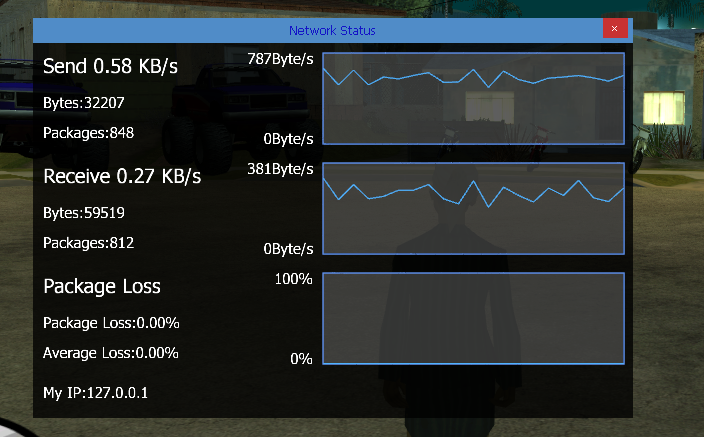 Network Status
×
Send 0.58 KB/s
787Byte/s
Bytes:32207
Packages:848
0Byte/s
Receive 0.27 KB/s
381Byte/s
Bytes:59519
Packages:812
0Byte/s
Package Loss
100%
Package Loss:0.00%
Average Loss:0.00%
0%
My IP:127.0.0.1